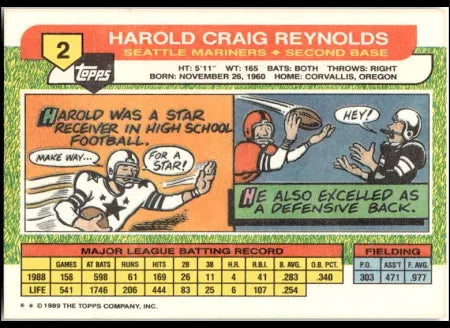 2
topps
HAROLD CRAIG REYNOLDS
SEATTLE MARINERS ✦ SECOND BASE
HT: 5'11" WT: 165 BATS: BOTH THROWS: RIGHT
BORN: NOVEMBER 26, 1960 HOME: CORVALLIS, OREGON
HAROLD WAS A STAR
RECEIVER IN HIGH SCHOOL
FOOTBALL.
MAKE WAY...
FOR A
STAR!
HEY!
HE ALSO EXCELLED AS
A DEFENSIVE BACK.
MAJOR LEAGUE BATTING RECORD
GAMES AT BATS RUNS HITS 2B 3B H.R. R.B.I. B.AV. O.B. PCT.
1988 158 598 61 169 26 11 4 41 .283 .340
LIFE 541 1746 206 444 83 25 6 107 .254
FIELDING
P.O. ASS'T F. AV.
303 471 .977
* * © 1989 THE TOPPS COMPANY, INC.